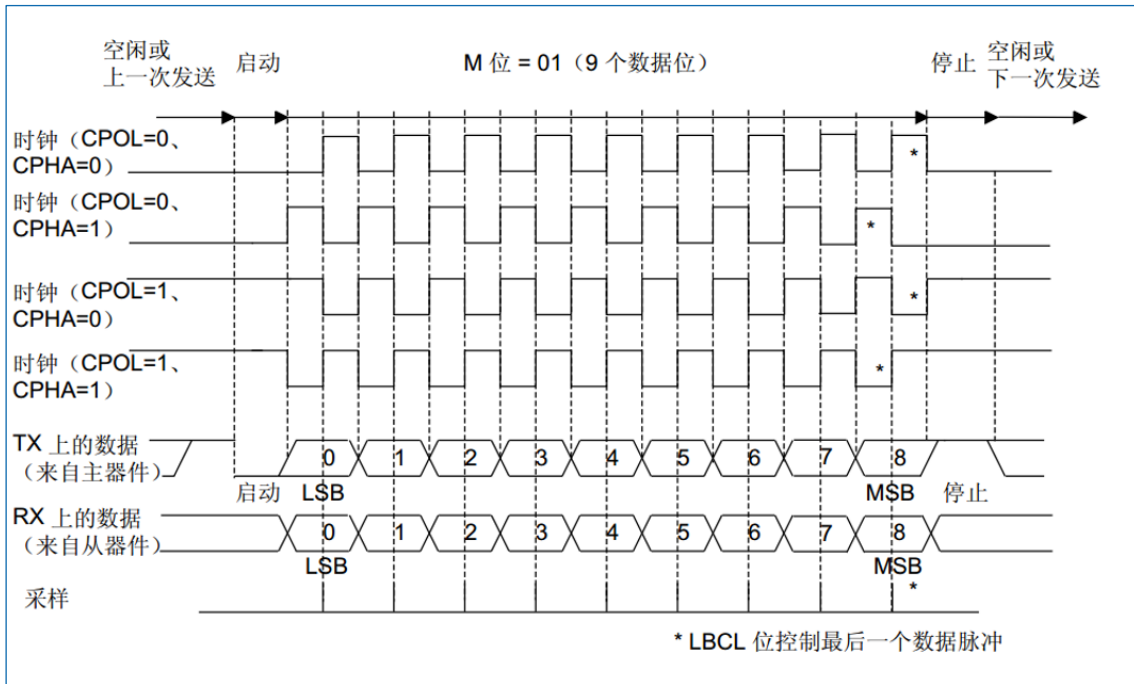 空闲或
上一次发送
启动
M 位 = 01（9 个数据位）
停止
空闲或
下一次发送
时钟（CPOL=0、
CPHA=0）
*
时钟（CPOL=0、
CPHA=1）
*
时钟（CPOL=1、
CPHA=0）
*
时钟（CPOL=1、
CPHA=1）
*
TX 上的数据
（来自主器件）
0 1 2 3 4 5 6 7 8
启动 LSB MSB 停止
RX 上的数据
（来自从器件）
0 1 2 3 4 5 6 7 8
LSB MSB
采样
*
* LBCL 位控制最后一个数据脉冲